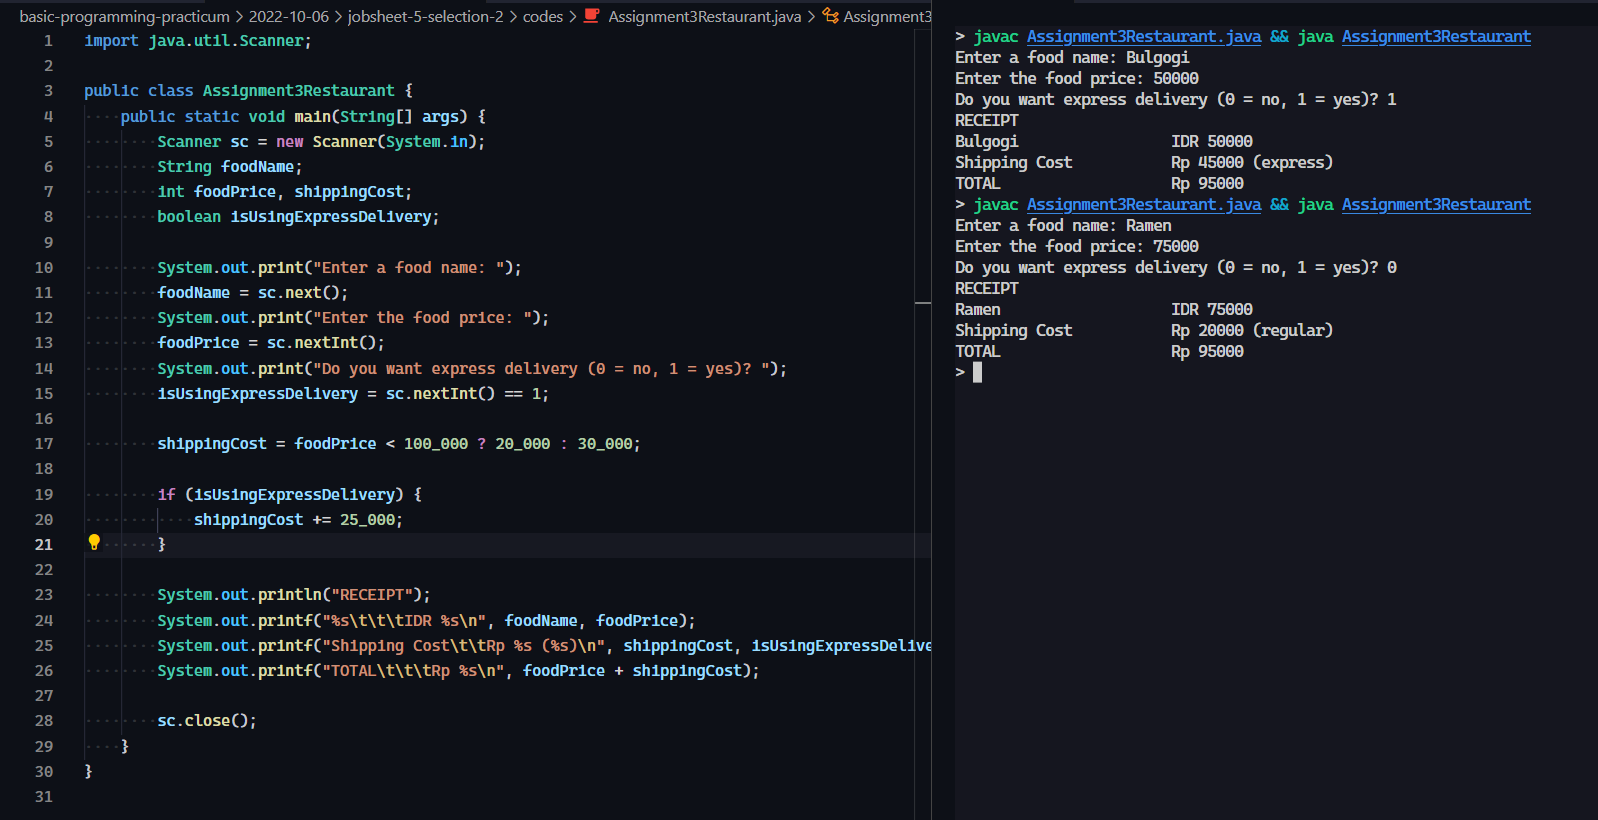 basic-programming-practicum > 2022-10-06 > jobsheet-5-selection-2 > codes > Assignment3Restaurant.java > Assignment3
1 import java.util.Scanner;
2
3 public class Assignment3Restaurant {
4 public static void main(String[] args) {
5 Scanner sc = new Scanner(System.in);
6 String foodName;
7 int foodPrice, shippingCost;
8 boolean isUsingExpressDelivery;
9
10 System.out.print("Enter a food name: ");
11 foodName = sc.next();
12 System.out.print("Enter the food price: ");
13 foodPrice = sc.nextInt();
14 System.out.print("Do you want express delivery (0 = no, 1 = yes)? ");
15 isUsingExpressDelivery = sc.nextInt() == 1;
16
17 shippingCost = foodPrice < 100_000 ? 20_000 : 30_000;
18
19 if (isUsingExpressDelivery) {
20 shippingCost += 25_000;
21 }
22
23 System.out.println("RECEIPT");
24 System.out.printf("%s\t\t\tIDR %s\n", foodName, foodPrice);
25 System.out.printf("Shipping Cost\t\tRp %s (%s)\n", shippingCost, isUsingExpressDelive
26 System.out.printf("TOTAL\t\t\tRp %s\n", foodPrice + shippingCost);
27
28 sc.close();
29 }
30 }
31
> javac Assignment3Restaurant.java && java Assignment3Restaurant
Enter a food name: Bulgogi
Enter the food price: 50000
Do you want express delivery (0 = no, 1 = yes)? 1
RECEIPT
Bulgogi IDR 50000
Shipping Cost Rp 45000 (express)
TOTAL Rp 95000
> javac Assignment3Restaurant.java && java Assignment3Restaurant
Enter a food name: Ramen
Enter the food price: 75000
Do you want express delivery (0 = no, 1 = yes)? 0
RECEIPT
Ramen IDR 75000
Shipping Cost Rp 20000 (regular)
TOTAL Rp 95000
>